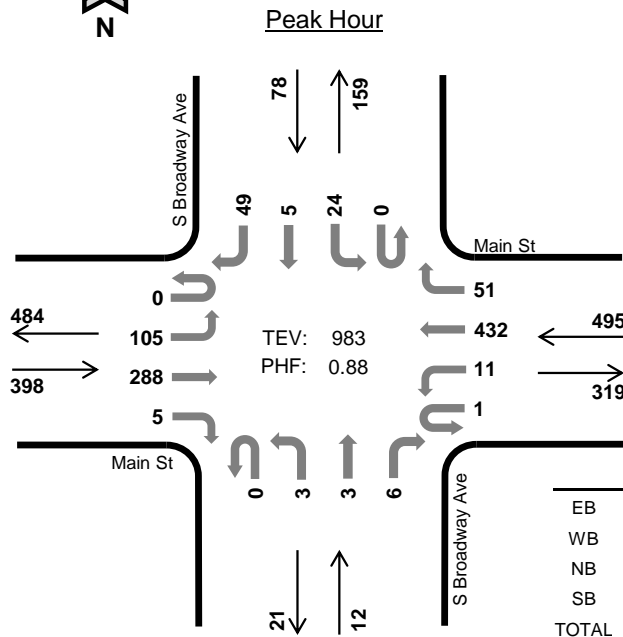 N
Peak Hour
78
159
S Broadway Ave
49
5
24
0
Main St
0
51
484
105
TEV: 983
432
495
398
288
PHF: 0.88
11
319
5
1
Main St
0
3
3
6
S Broadway Ave
21
12
EB
WB
NB
SB
TOTAL